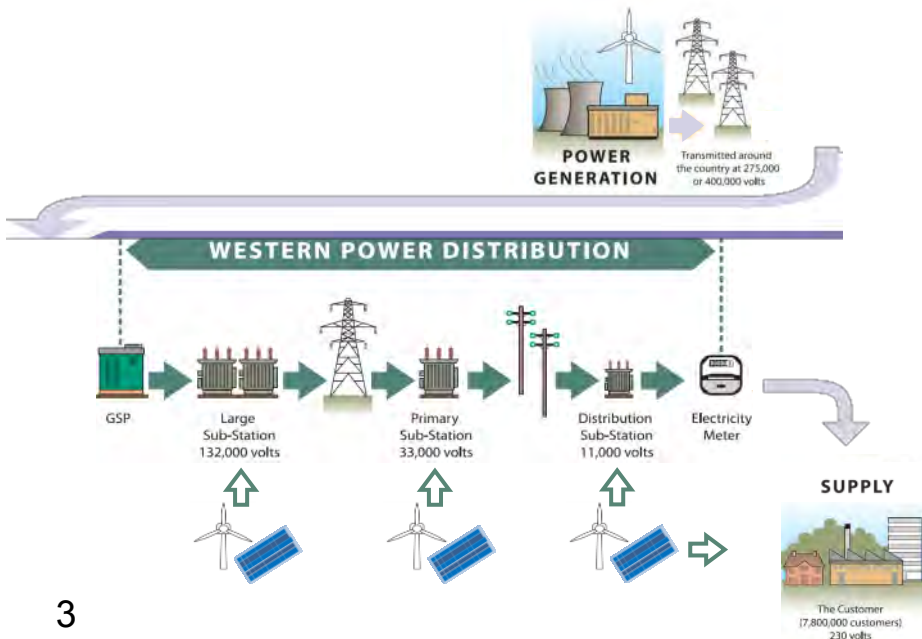 POWER
GENERATION
Transmitted around
the country at 275,000
or 400,000 volts
WESTERN POWER DISTRIBUTION
GSP
Large
Sub-Station
132,000 volts
Primary
Sub-Station
33,000 volts
Distribution
Sub-Station
11,000 volts
Electricity
Meter
SUPPLY
The Customer
(7,800,000 customers)
230 volts
3